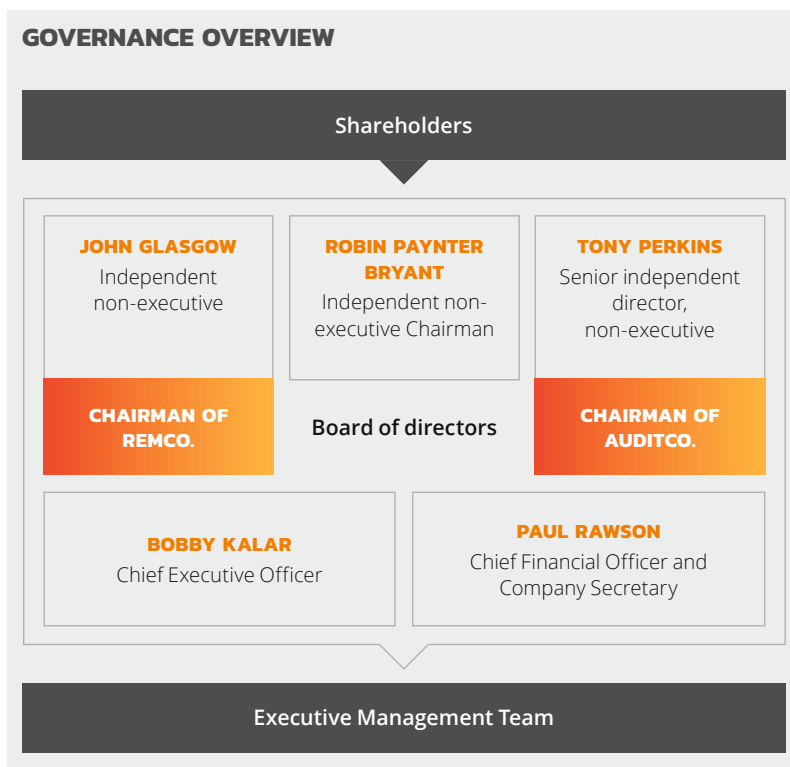 GOVERNANCE OVERVIEW
Shareholders
JOHN GLASGOW
Independent
non-executive
CHAIRMAN OF
REMCO.
ROBIN PAYNTER
BRYANT
Independent non-
executive Chairman
TONY PERKINS
Senior independent
director,
non-executive
CHAIRMAN OF
AUDITCO.
Board of directors
BOBBY KALAR
Chief Executive Officer
PAUL RAWSON
Chief Financial Officer and
Company Secretary
Executive Management Team